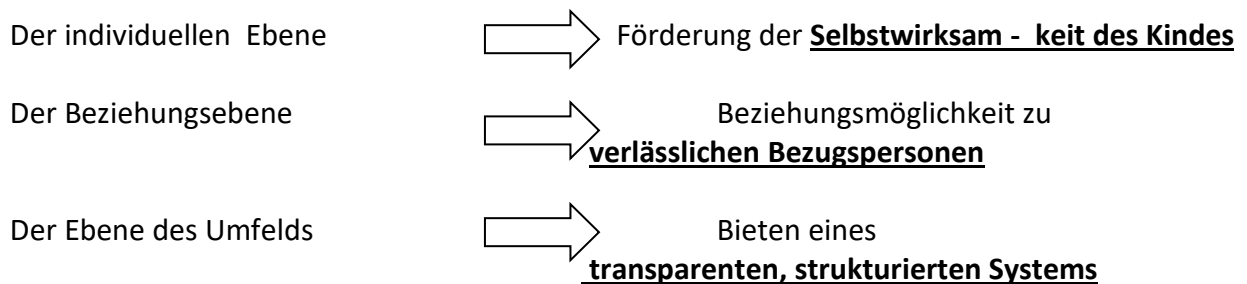 Der individuellen Ebene Förderung der Selbstwirksam - keit des Kindes
Der Beziehungsebene Beziehungsmöglichkeit zu
verlässlichen Bezugspersonen
Der Ebene des Umfelds Bieten eines
transparenten, strukturierten Systems